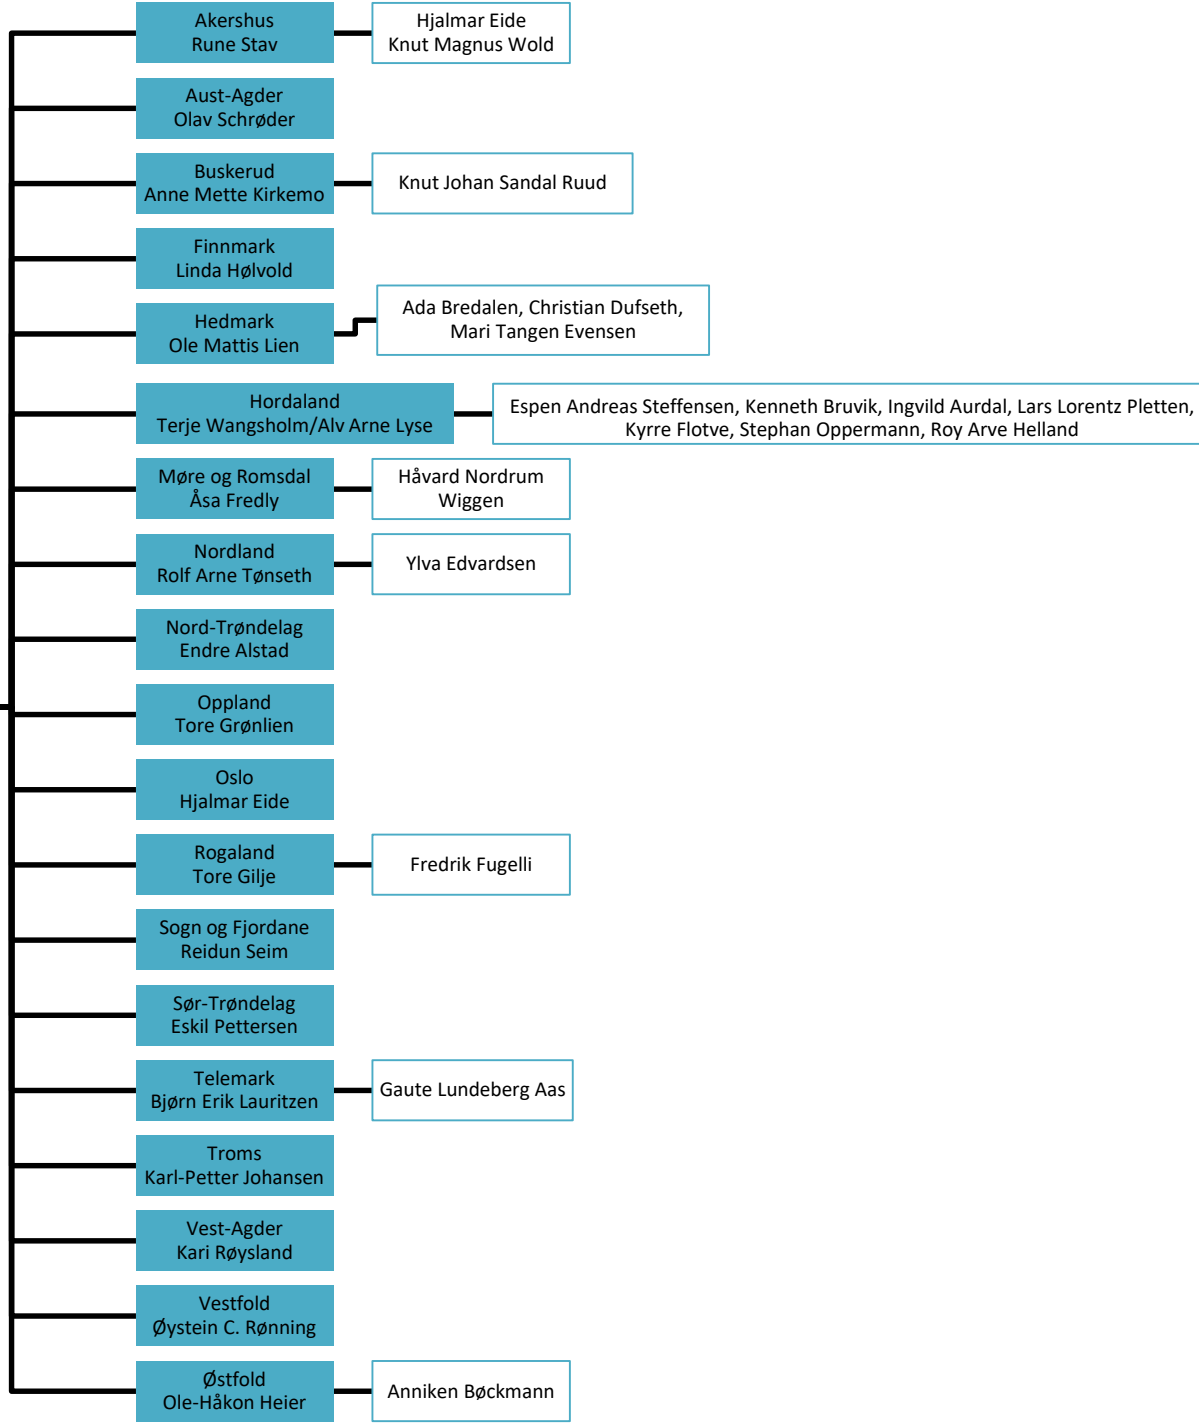 Akershus
Rune Stav
Hjalmar Eide
Knut Magnus Wold
Aust-Agder
Olav Schrøder
Buskerud
Anne Mette Kirkemo
Knut Johan Sandal Ruud
Finnmark
Linda Hølvold
Hedmark
Ole Mattis Lien
Ada Bredalen, Christian Dufseth,
Mari Tangen Evensen
Hordaland
Terje Wangsholm/Alv Arne Lyse
Espen Andreas Steffensen, Kenneth Bruvik, Ingvild Aurdal, Lars Lorentz Pletten,
Kyrre Flotve, Stephan Oppermann, Roy Arve Helland
Møre og Romsdal
Åsa Fredly
Håvard Nordrum
Wiggen
Nordland
Rolf Arne Tønseth
Ylva Edvardsen
Nord-Trøndelag
Endre Alstad
Oppland
Tore Grønlien
Oslo
Hjalmar Eide
Rogaland
Tore Gilje
Fredrik Fugelli
Sogn og Fjordane
Reidun Seim
Sør-Trøndelag
Eskil Pettersen
Telemark
Bjørn Erik Lauritzen
Gaute Lundeberg Aas
Troms
Karl-Petter Johansen
Vest-Agder
Kari Røysland
Vestfold
Øystein C. Rønning
Østfold
Ole-Håkon Heier
Anniken Bøckmann